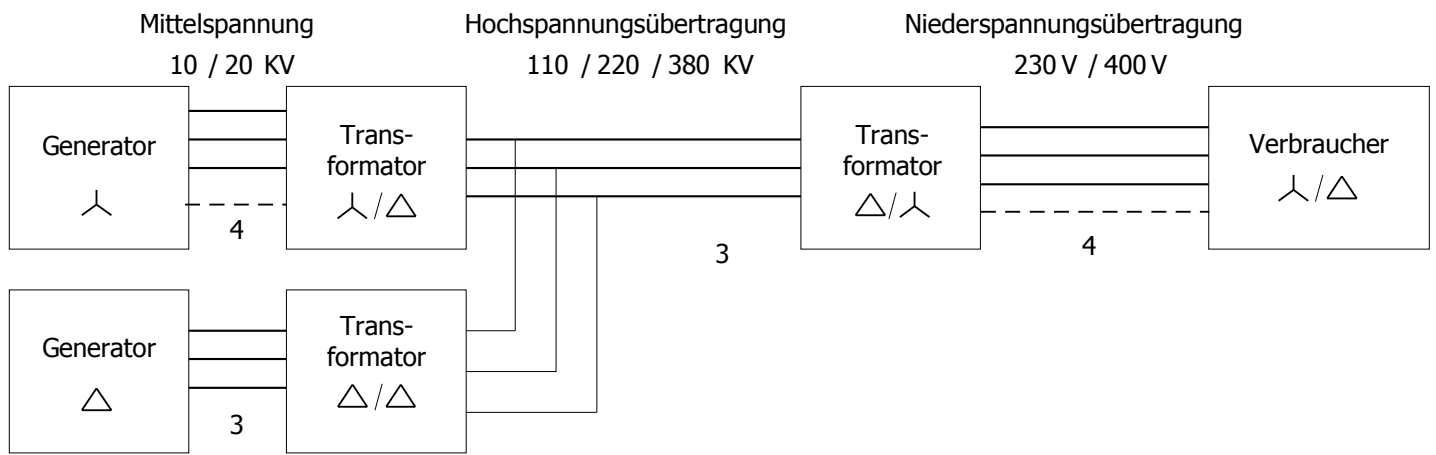 Mittelspannung
10 / 20 KV
Hochspannungsübertragung
110 / 220 / 380 KV
Niederspannungsübertragung
230 V / 400 V
Generator
4
Trans-
formator
/
3
Trans-
formator
/
4
Verbraucher
/
Generator
3
Trans-
formator
/